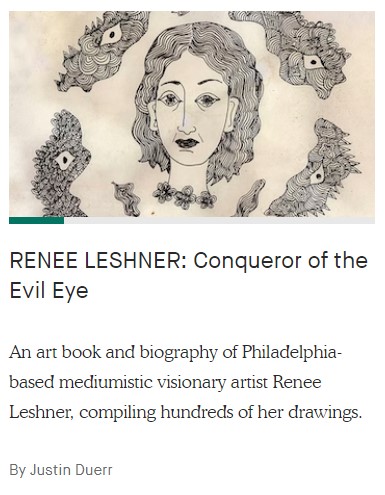 RENEE LESHNER: Conqueror of the
Evil Eye
An art book and biography of Philadelphia-
based mediumistic visionary artist Renee
Leshner, compiling hundreds of her drawings.
By Justin Duerr